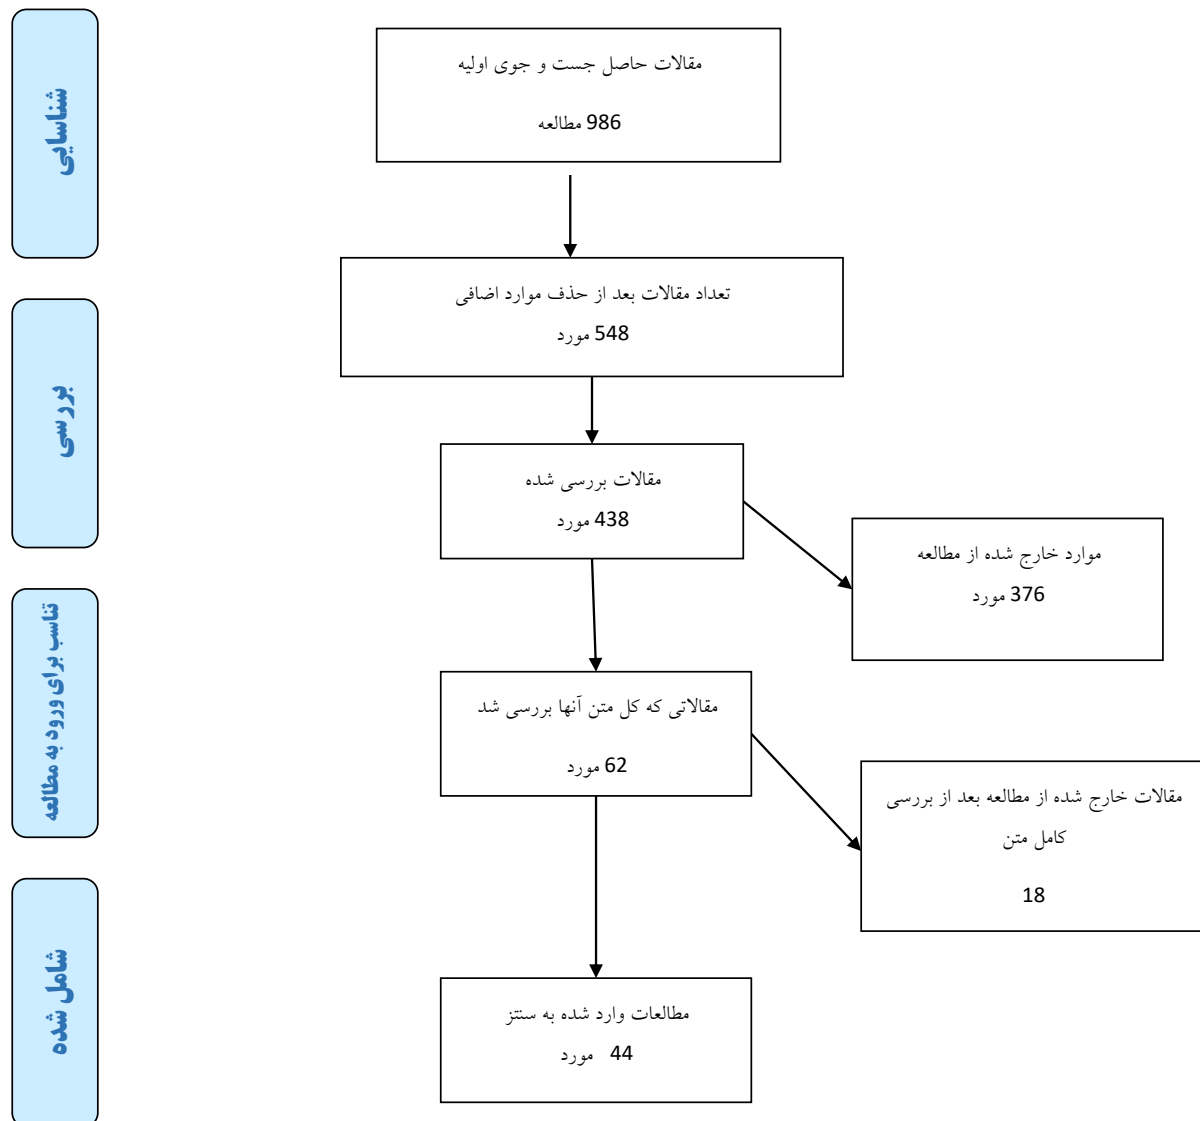 شناسایی
مقالات حاصل جست و جوی اولیه
986 مطالعه
تعداد مقالات بعد از حذف موارد اضافی
548 مورد
بررسی
مقالات بررسی شده
438 مورد
موارد خارج شده از مطالعه
376 مورد
تناسب برای ورود به مطالعه
مقالاتی که کل متن آنها بررسی شد
62 مورد
مقالات خارج شده از مطالعه بعد از بررسی
کامل متن
18
شامل شده
مطالعات وارد شده به سنتز
44 مورد